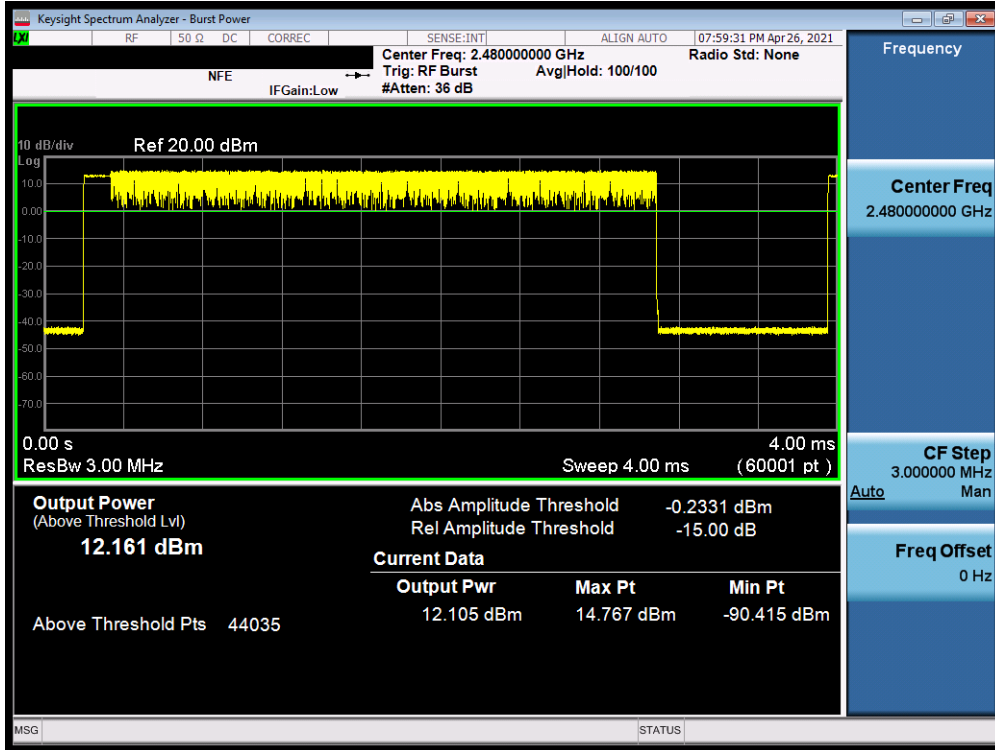 Keysight Spectrum Analyzer - Burst Power
LXI RF 50 Ω DC CORREC SENSE:INT ALIGN AUTO 07:59:31 PM Apr 26, 2021
Center Freq: 2.480000000 GHz Radio Std: None
NFE Trig: RF Burst Avg|Hold: 100/100
IFGain:Low #Atten: 36 dB
Frequency
10 dB/div Ref 20.00 dBm
Log
10.0
0.00
-10.0
-20.0
-30.0
-40.0
-50.0
-60.0
-70.0
0.00 s 4.00 ms
ResBw 3.00 MHz Sweep 4.00 ms (60001 pt )
Output Power
(Above Threshold Lvl)
12.161 dBm
Above Threshold Pts 44035
Abs Amplitude Threshold -0.2331 dBm
Rel Amplitude Threshold -15.00 dB
Current Data
Output Pwr Max Pt Min Pt
12.105 dBm 14.767 dBm -90.415 dBm
Center Freq
2.480000000 GHz
CF Step
3.000000 MHz
Auto Man
Freq Offset
0 Hz
MSG STATUS